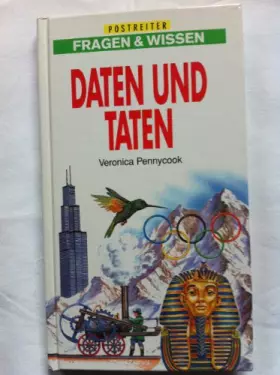 POSTREITER
FRAGEN & WISSEN
DATEN UND
TATEN
Veronica Pennycook